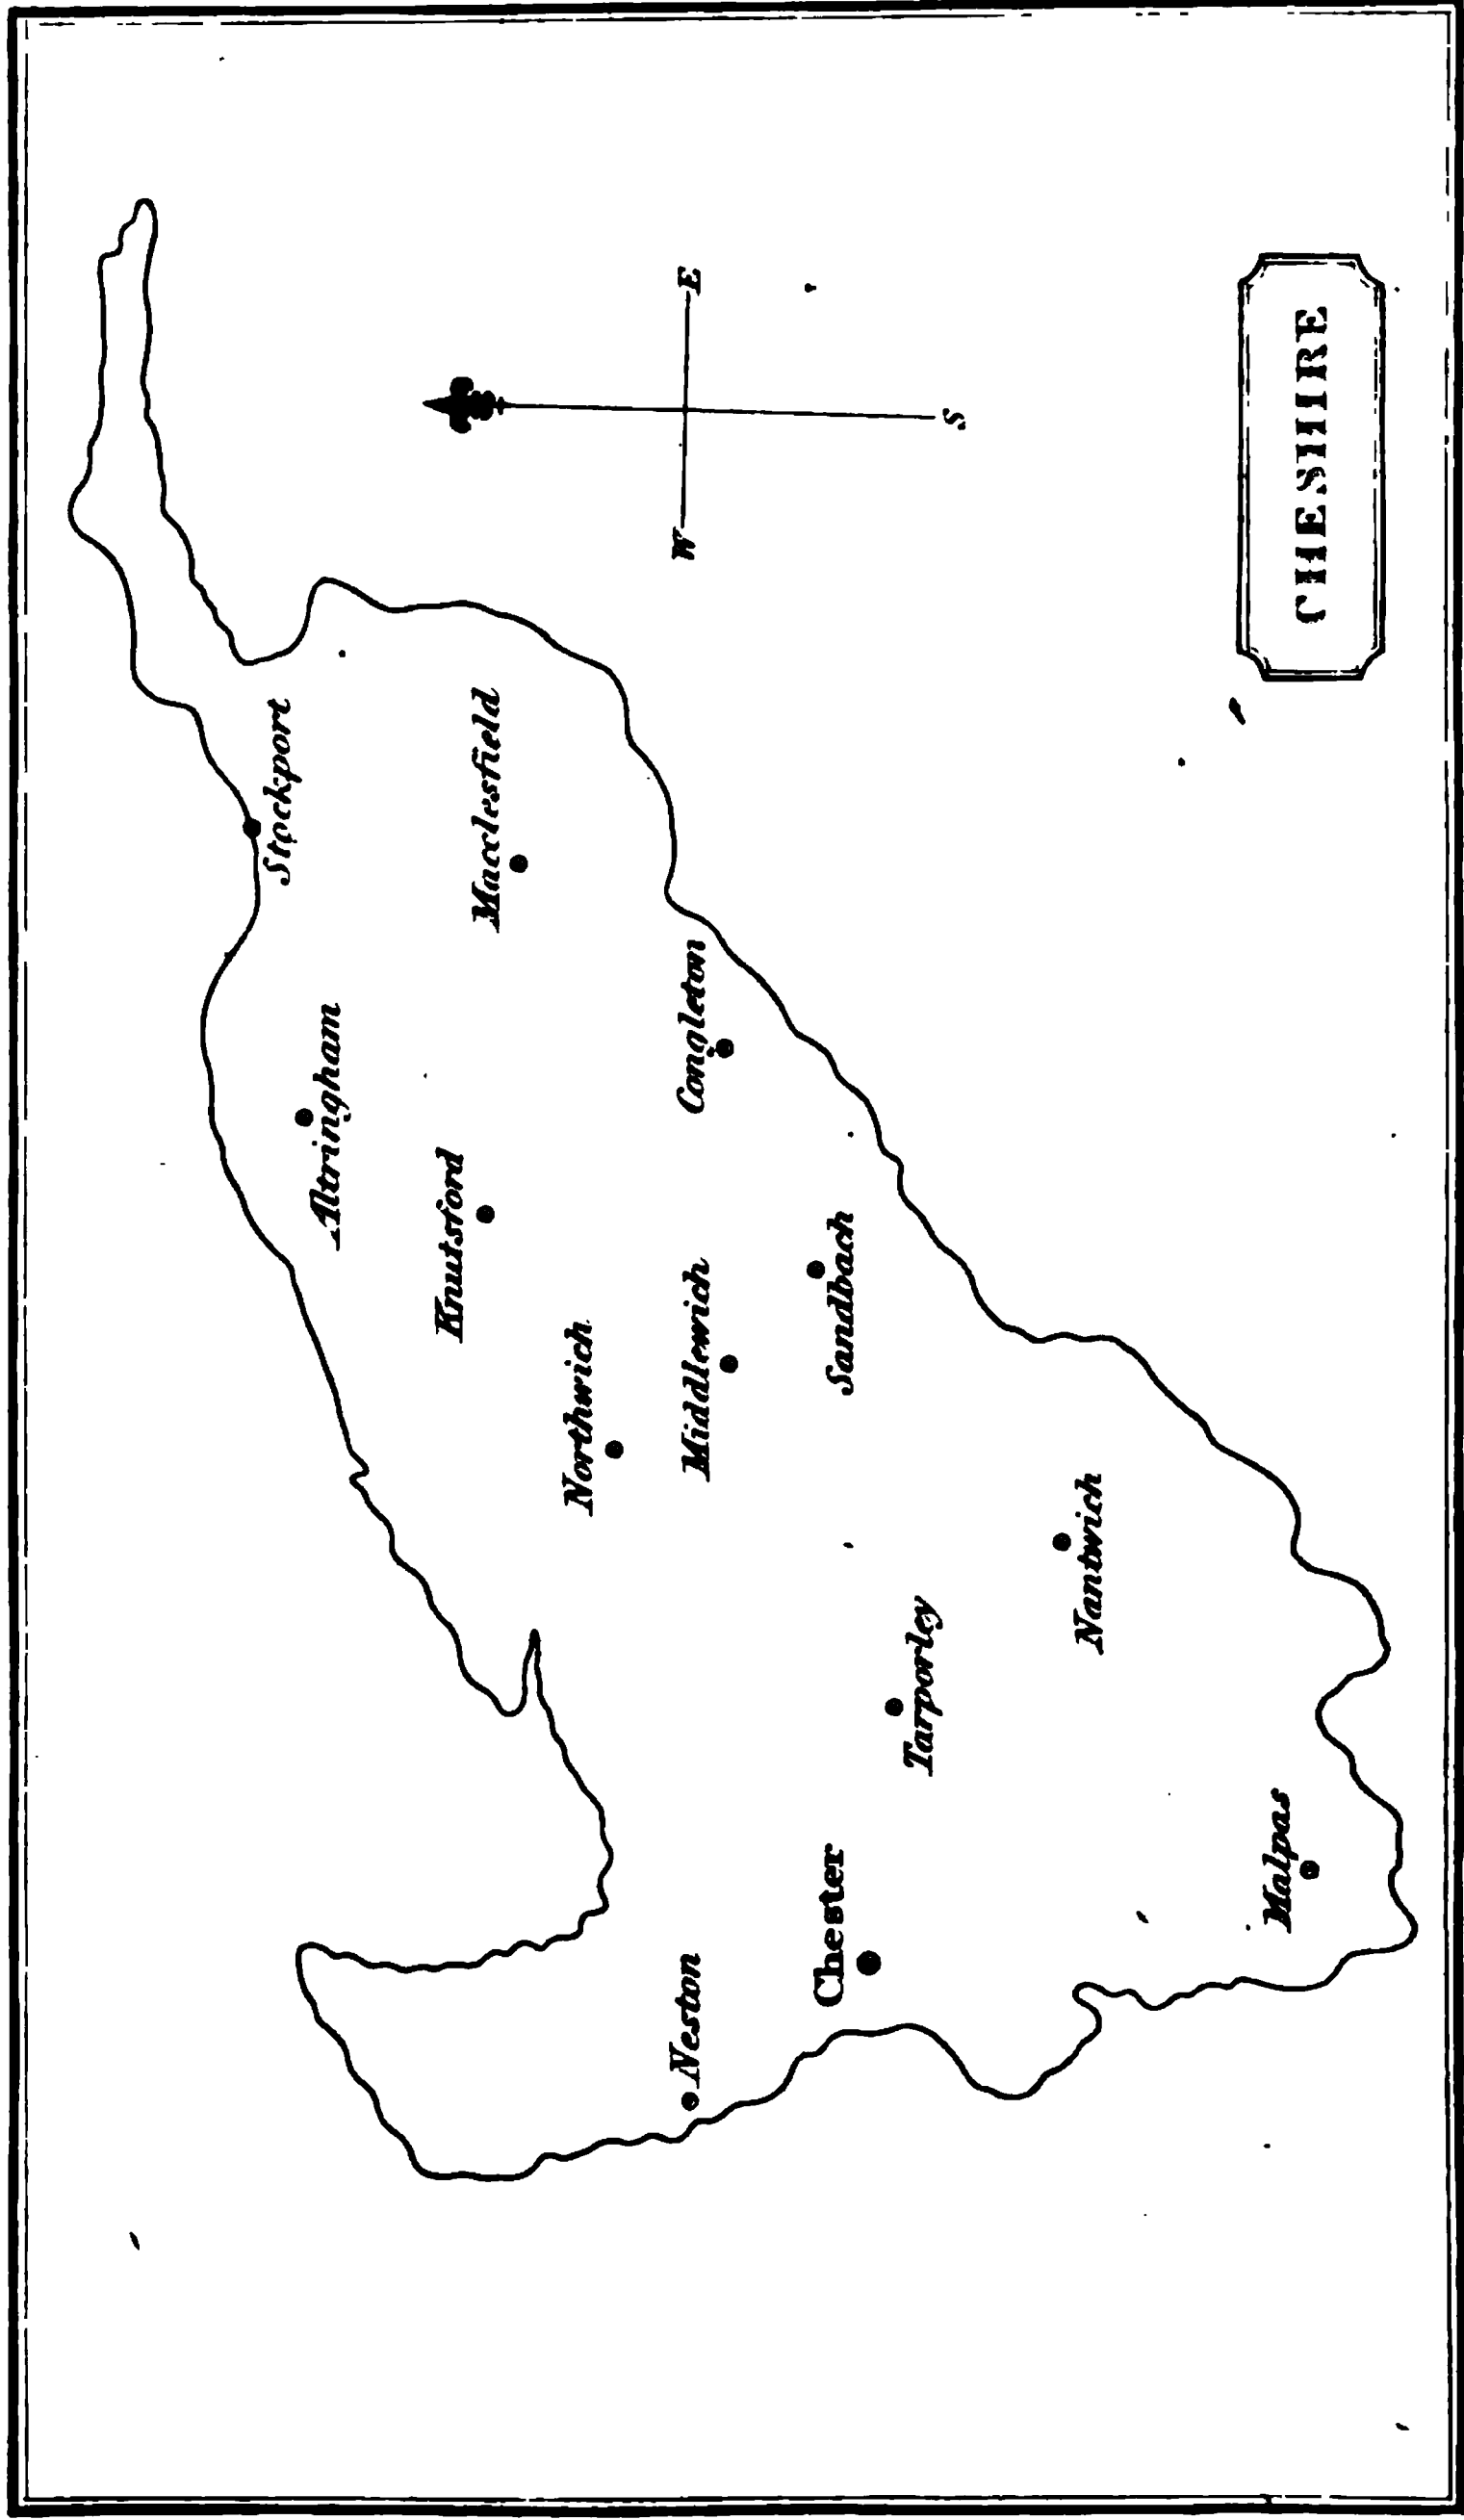 Stockport
Altringham
Macclesfield
Knutsford
Northwich
Congleton
Middlewich
Neston
Sandbach
Chester
Tarporley
Nantwich
Malpas
W
E
S
CHESHIRE